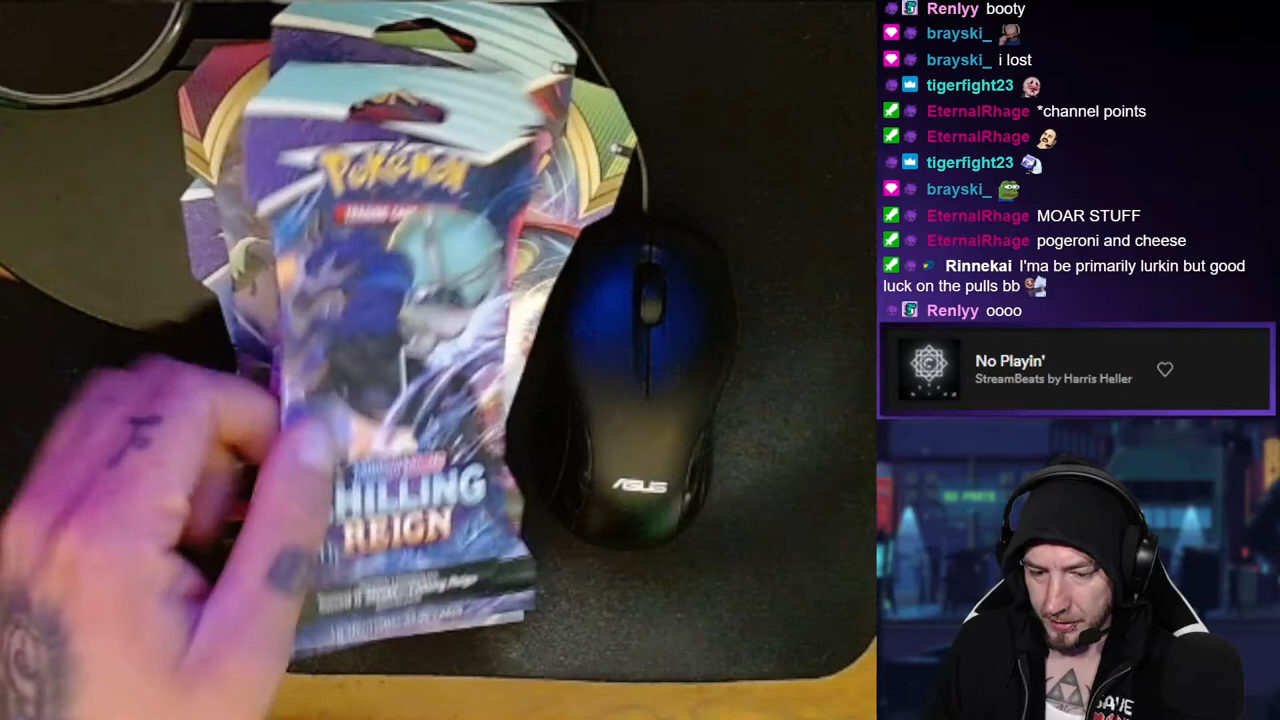 Renlyy booty
brayski_
brayski_ i lost
tigerfight23
EternalRhage *channel points
EternalRhage
tigerfight23
brayski_
EternalRhage MOAR STUFF
EternalRhage pogeroni and cheese
Rinnekai I'ma be primarily lurkin but good
luck on the pulls bb
Renlyy oooo
No Playin'
StreamBeats by Harris Heller
POKéMON
HILLING
REIGN
ASUS